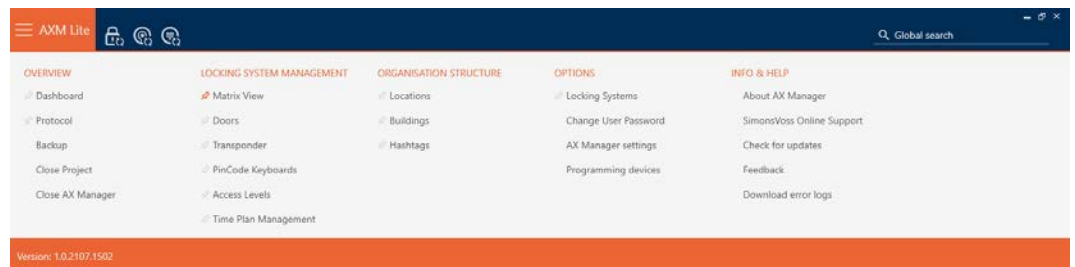 AXM Lite
Global search
OVERVIEW
Dashboard
Protocol
Backup
Close Project
Close AX Manager
LOCKING SYSTEM MANAGEMENT
Matrix View
Doors
Transponder
PinCode Keyboards
Access Levels
Time Plan Management
ORGANISATION STRUCTURE
Locations
Buildings
Hashtags
OPTIONS
Locking Systems
Change User Password
AX Manager settings
Programming devices
INFO & HELP
About AX Manager
SimonsVoss Online Support
Check for updates
Feedback
Download error logs
Version: 1.0.2107.1502